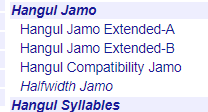 Hangul Jamo
Hangul Jamo Extended-A
Hangul Jamo Extended-B
Hangul Compatibility Jamo
Halfwidth Jamo
Hangul Syllables